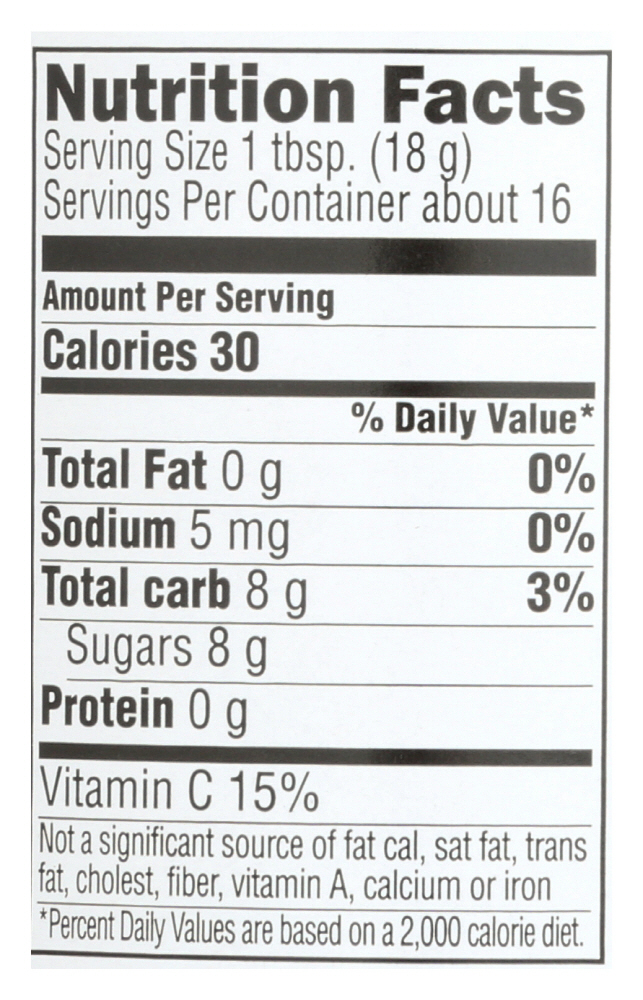 Nutrition Facts
Serving Size 1 tbsp. (18 g)
Servings Per Container about 16
Amount Per Serving
Calories 30
% Daily Value*
Total Fat 0 g 0%
Sodium 5 mg 0%
Total carb 8 g 3%
Sugars 8 g
Protein 0 g
Vitamin C 15%
Not a significant source of fat cal, sat fat, trans
fat, cholest, fiber, vitamin A, calcium or iron
*Percent Daily Values are based on a 2,000 calorie diet.